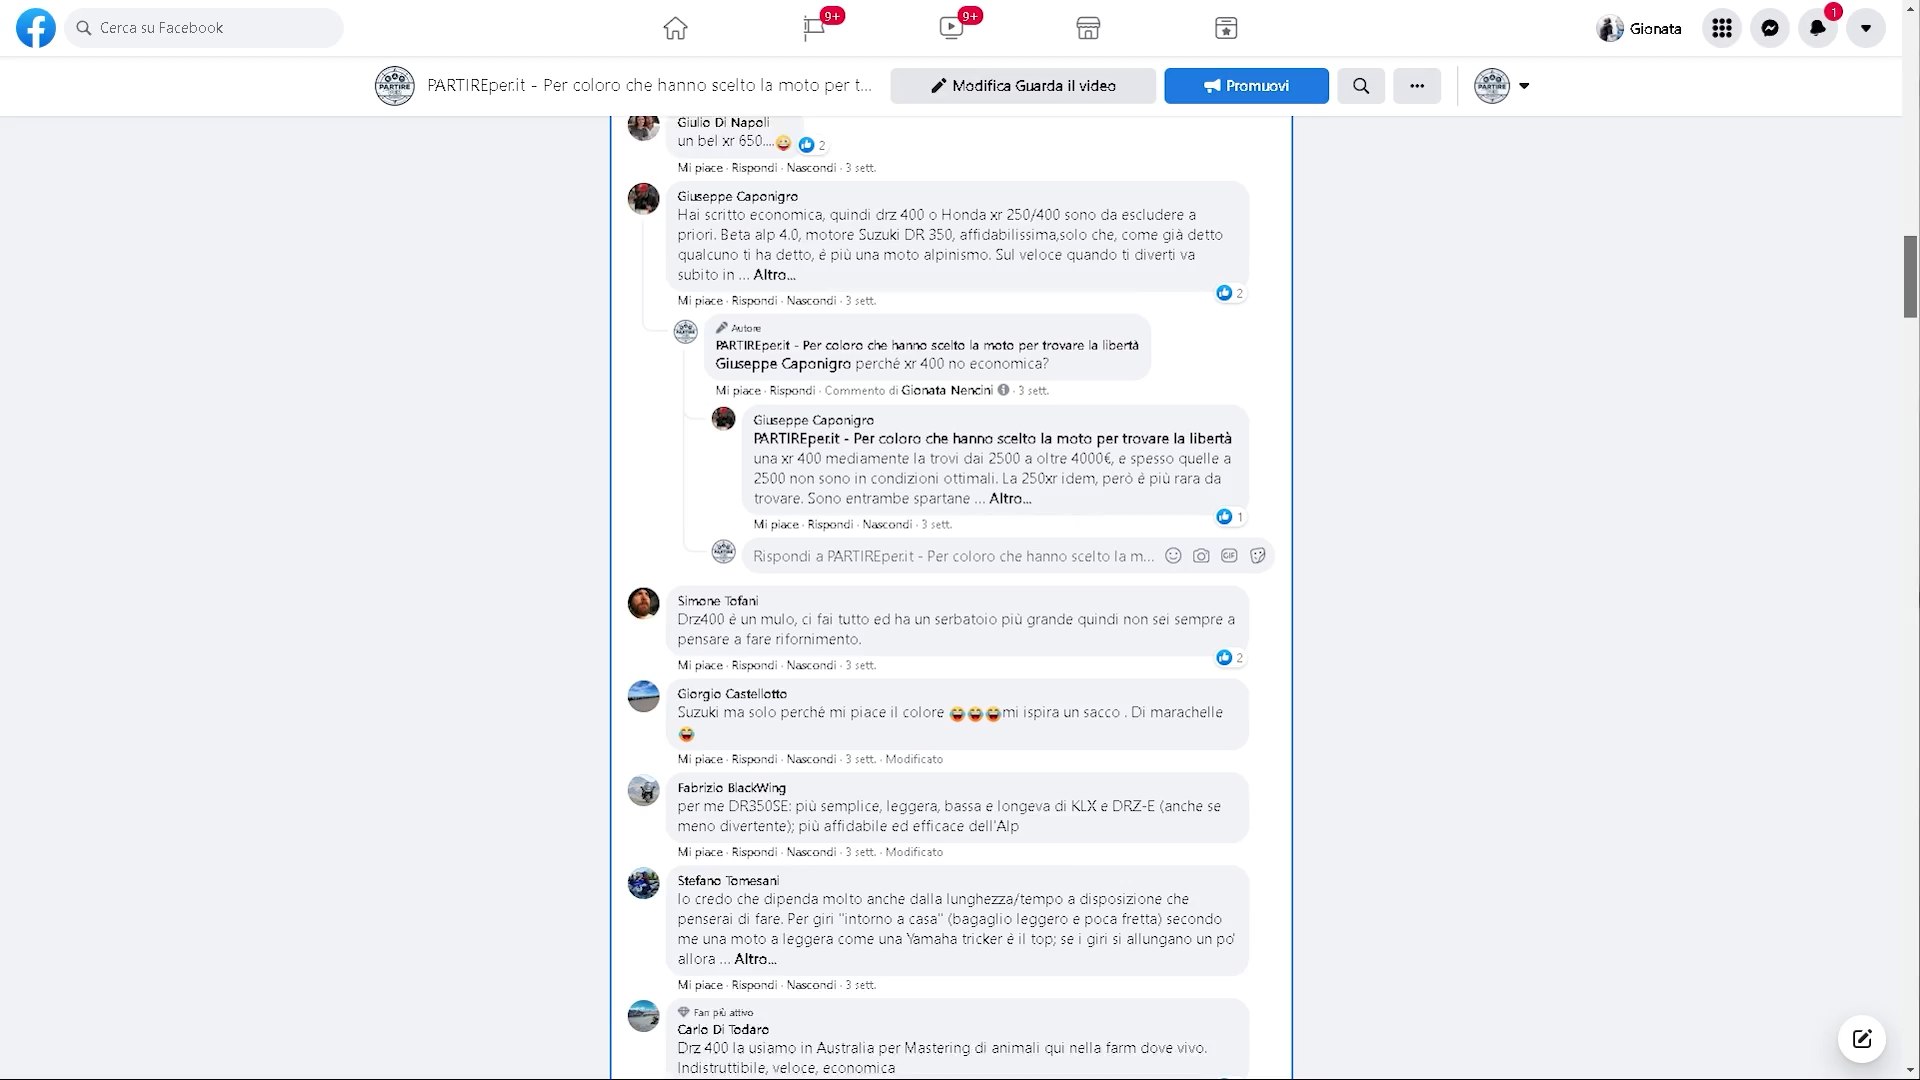 Cerca su Facebook
9+
9+
Gionata
1
PARTIREper.it - Per coloro che hanno scelto la moto per t...
Modifica Guarda il video
Promuovi
Giulio Di Napoli
un bel xr 650....😀
2
Mi piace · Rispondi · Nascondi · 3 sett.
Giuseppe Caponigro
Hai scritto economica, quindi drz 400 o Honda xr 250/400 sono da escludere a
priori. Beta alp 4.0, motore Suzuki DR 350, affidabilissima,solo che, come già detto
qualcuno ti ha detto, è più una moto alpinismo. Sul veloce quando ti diverti va
subito in ... Altro...
2
Mi piace · Rispondi · Nascondi · 3 sett.
Autore
PARTIREper.it - Per coloro che hanno scelto la moto per trovare la libertà
Giuseppe Caponigro perché xr 400 no economica?
Mi piace · Rispondi · Commento di Gionata Nencini · 3 sett.
Giuseppe Caponigro
PARTIREper.it - Per coloro che hanno scelto la moto per trovare la libertà
una xr 400 mediamente la trovi dai 2500 a oltre 4000€, e spesso quelle a
2500 non sono in condizioni ottimali. La 250xr idem, però è più rara da
trovare. Sono entrambe spartane ... Altro...
1
Mi piace · Rispondi · Nascondi · 3 sett.
Rispondi a PARTIREper.it - Per coloro che hanno scelto la m...
GIF
Simone Tofani
Drz400 è un mulo, ci fai tutto ed ha un serbatoio più grande quindi non sei sempre a
pensare a fare rifornimento.
2
Mi piace · Rispondi · Nascondi · 3 sett.
Giorgio Castellotto
Suzuki ma solo perché mi piace il colore 😂😂😂mi ispira un sacco . Di marachelle
😂
Mi piace · Rispondi · Nascondi · 3 sett. · Modificato
Fabrizio BlackWing
per me DR350SE: più semplice, leggera, bassa e longeva di KLX e DRZ-E (anche se
meno divertente); più affidabile ed efficace dell'Alp
Mi piace · Rispondi · Nascondi · 3 sett. · Modificato
Stefano Tomesani
Io credo che dipenda molto anche dalla lunghezza/tempo a disposizione che
penserai di fare. Per giri "intorno a casa" (bagaglio leggero e poca fretta) secondo
me una moto a leggera come una Yamaha tricker è il top; se i giri si allungano un po'
allora ... Altro...
Mi piace · Rispondi · Nascondi · 3 sett.
Fan più attivo
Carlo Di Todaro
Drz 400 la usiamo in Australia per Mastering di animali qui nella farm dove vivo.
Indistruttibile, veloce, economica